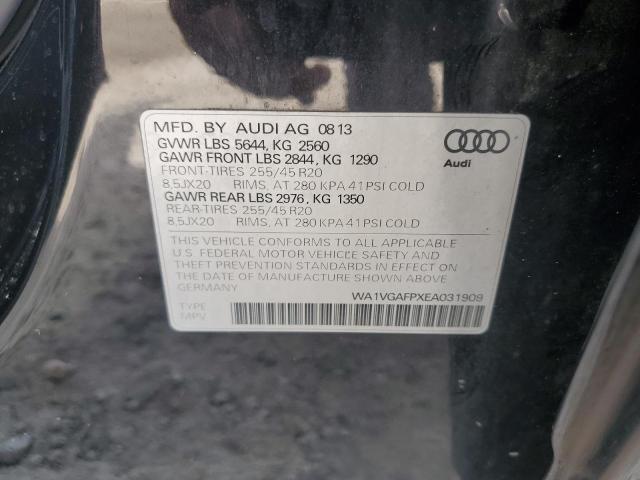 MFD. BY AUDI AG 0813
GVWR LBS 5644, KG 2560
GAWR FRONT LBS 2844, KG 1290
FRONT-TIRES 255/45 R20
8,5JX20 RIMS, AT 280 KPA 41 PSI COLD
GAWR REAR LBS 2976, KG 1350
REAR-TIRES 255/45 R20
8,5JX20 RIMS, AT 280 KPA 41 PSI COLD
Audi
THIS VEHICLE CONFORMS TO ALL APPLICABLE
U.S. FEDERAL MOTOR VEHICLE SAFETY AND
THEFT PREVENTION STANDARDS IN EFFECT ON
THE DATE OF MANUFACTURE SHOWN ABOVE.
GERMANY WA1VGAFPXEA031909
TYPE
MPV